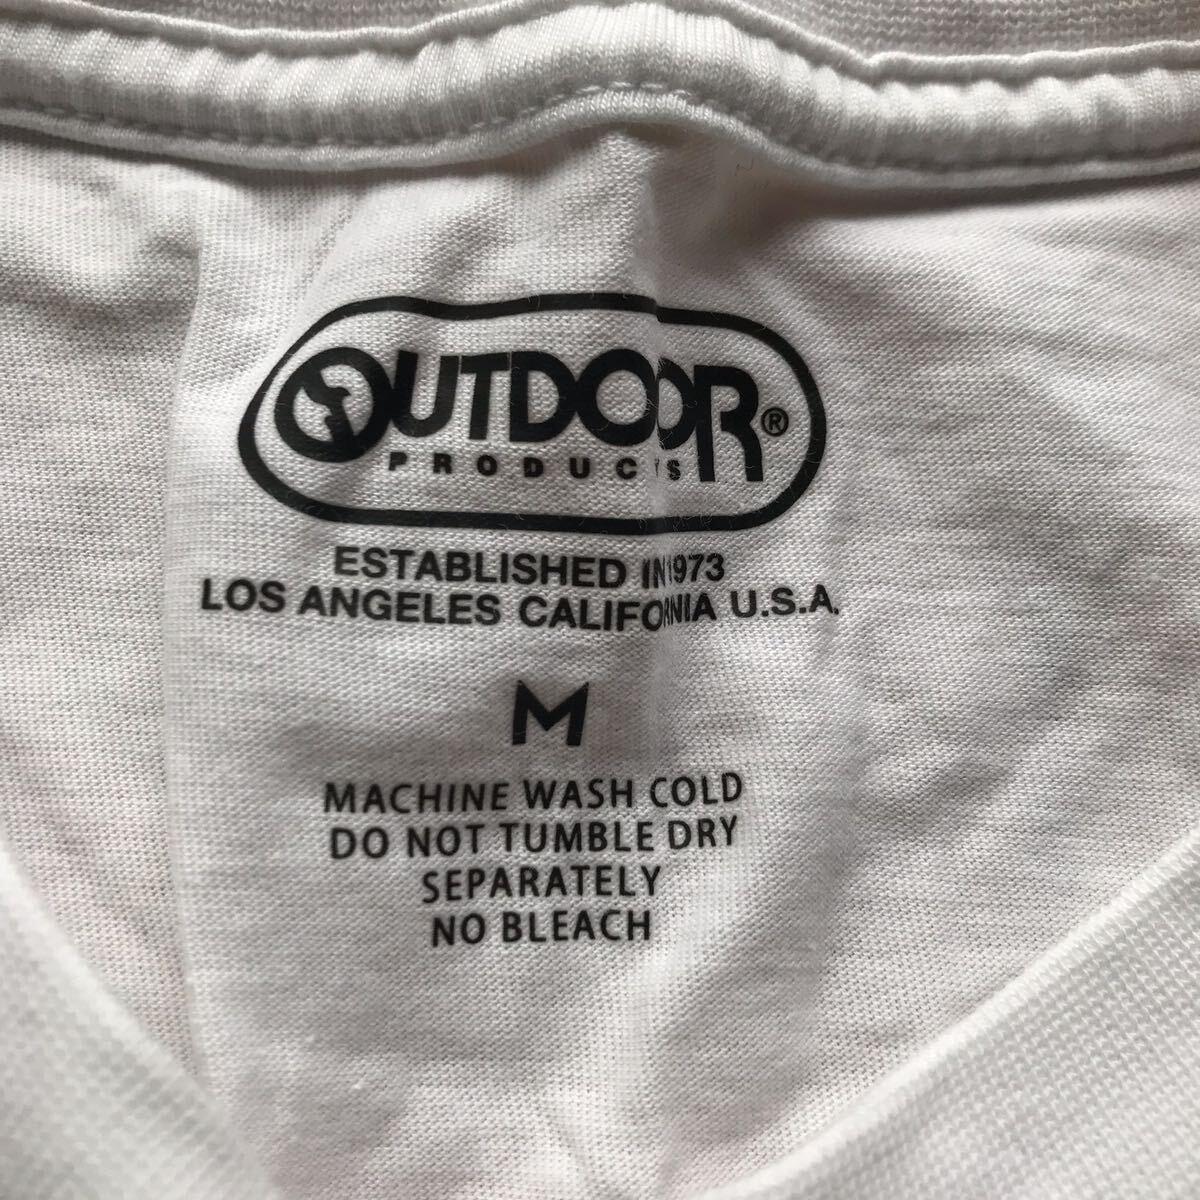 OUTDOOR®
PRODUCTS
ESTABLISHED IN 1973
LOS ANGELES CALIFORNIA U.S.A.
M
MACHINE WASH COLD
DO NOT TUMBLE DRY
SEPARATELY
NO BLEACH